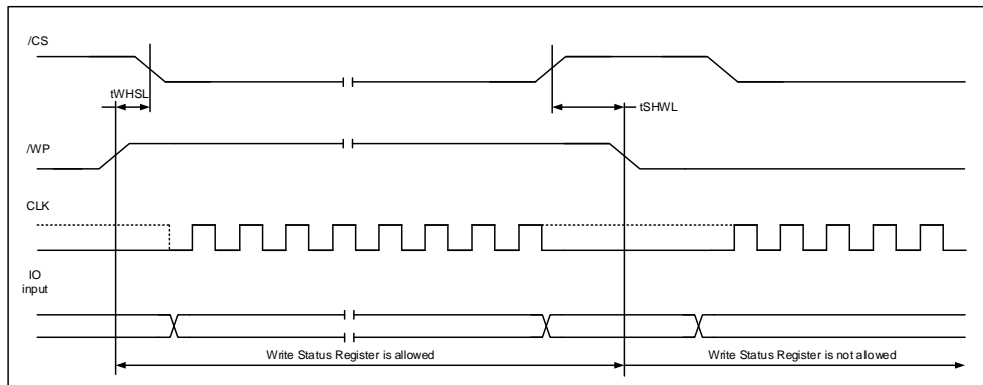 /CS
tWHSL
tSHWL
/WP
CLK
IO
input
Write Status Register is allowed
Write Status Register is not allowed